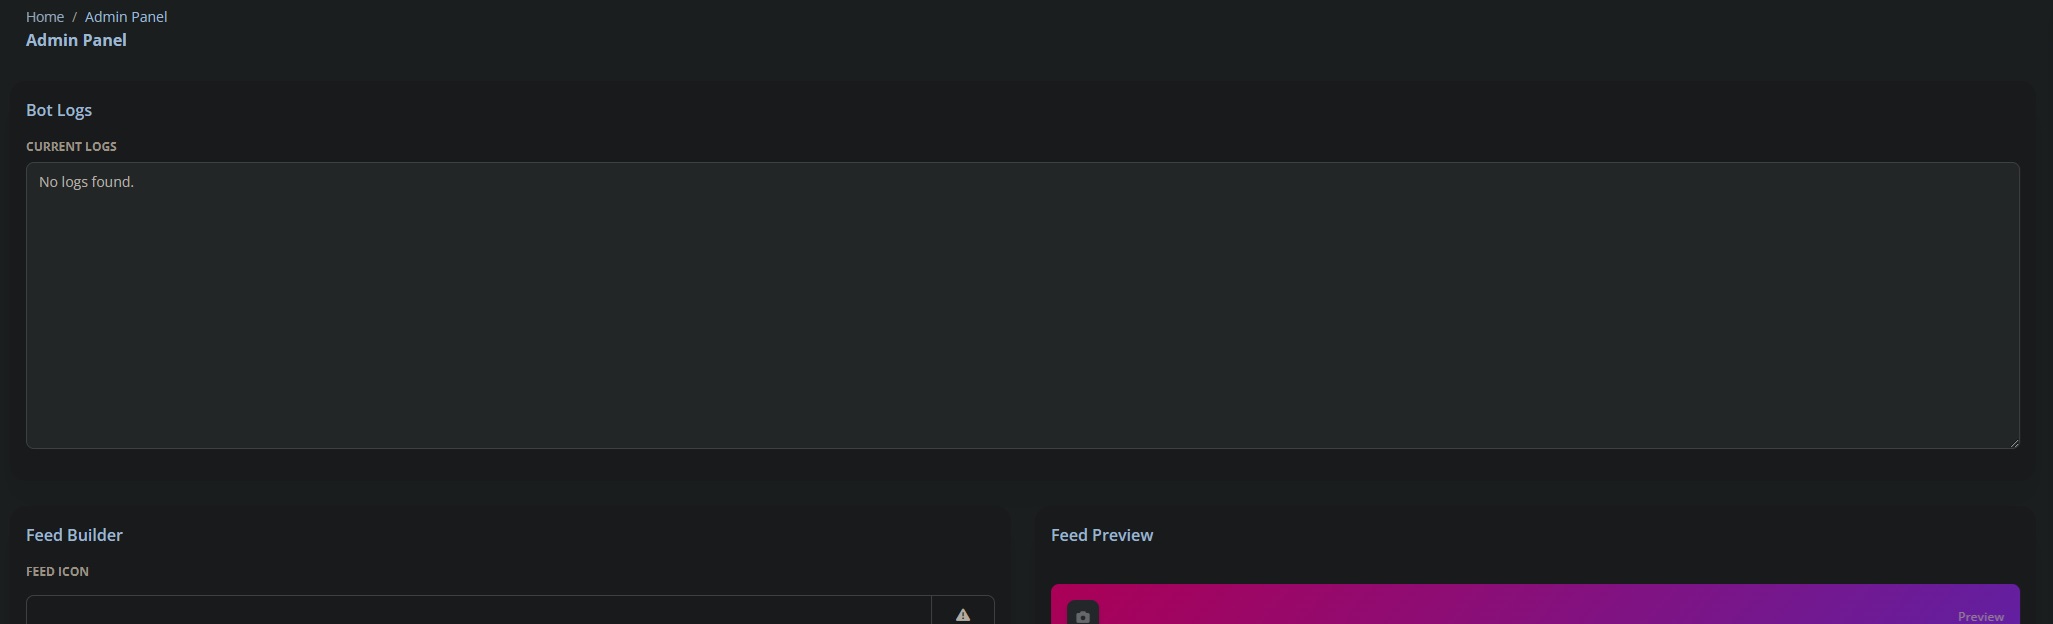 Home / Admin Panel
Admin Panel
Bot Logs
CURRENT LOGS
No logs found.
Feed Builder
FEED ICON
Feed Preview
Preview